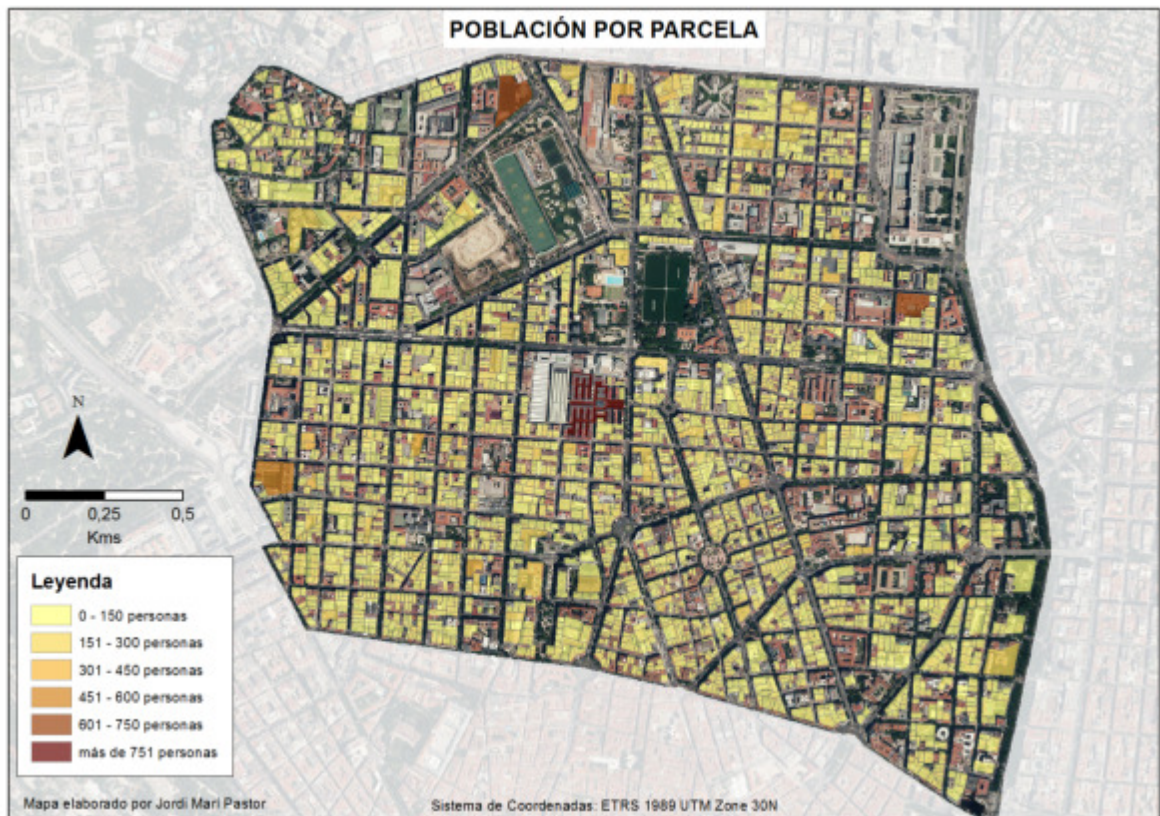 POBLACIÓN POR PARCELA
N
0 0,25 0,5
Kms
Leyenda
0 - 150 personas
151 - 300 personas
301 - 450 personas
451 - 600 personas
601 - 750 personas
más de 751 personas
Mapa elaborado por Jordi Marí Pastor
Sistema de Coordenadas: ETRS 1989 UTM Zone 30N